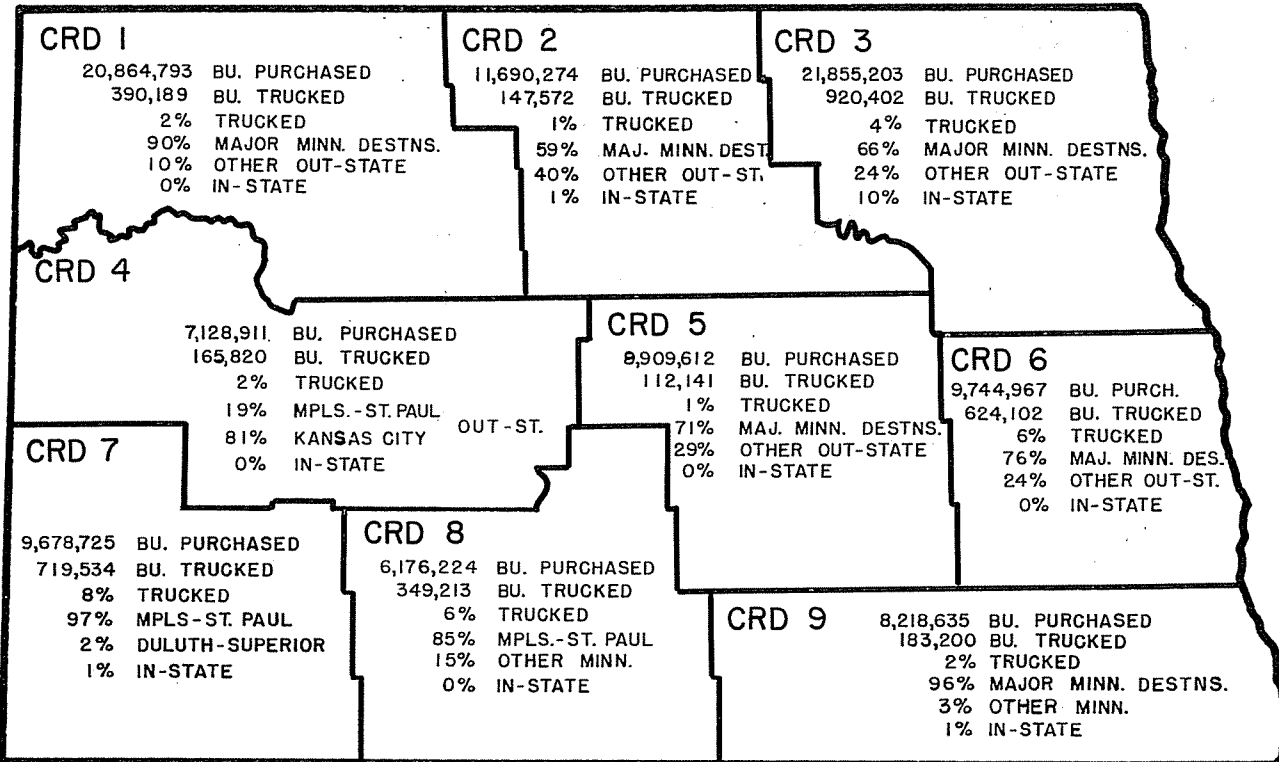 CRD 1
20,864,793 BU. PURCHASED
390,189 BU. TRUCKED
2% TRUCKED
90% MAJOR MINN. DESTNS.
10% OTHER OUT-STATE
0% IN-STATE
CRD 2
11,690,274 BU. PURCHASED
147,572 BU. TRUCKED
1% TRUCKED
59% MAJ. MINN. DEST.
40% OTHER OUT-ST.
1% IN-STATE
CRD 3
21,855,203 BU. PURCHASED
920,402 BU. TRUCKED
4% TRUCKED
66% MAJOR MINN. DESTNS.
24% OTHER OUT-STATE
10% IN-STATE
CRD 4
7,128,911 BU. PURCHASED
165,820 BU. TRUCKED
2% TRUCKED
19% MPLS.-ST. PAUL
81% KANSAS CITY OUT-ST.
0% IN-STATE
CRD 5
8,909,612 BU. PURCHASED
112,141 BU. TRUCKED
1% TRUCKED
71% MAJ. MINN. DESTNS.
29% OTHER OUT-STATE
0% IN-STATE
CRD 6
9,744,967 BU. PURCH.
624,102 BU. TRUCKED
6% TRUCKED
76% MAJ. MINN. DES.
24% OTHER OUT-ST.
0% IN-STATE
CRD 7
9,678,725 BU. PURCHASED
719,534 BU. TRUCKED
8% TRUCKED
97% MPLS-ST. PAUL
2% DULUTH-SUPERIOR
1% IN-STATE
CRD 8
6,176,224 BU. PURCHASED
349,213 BU. TRUCKED
6% TRUCKED
85% MPLS.-ST. PAUL
15% OTHER MINN.
0% IN-STATE
CRD 9
8,218,635 BU. PURCHASED
183,200 BU. TRUCKED
2% TRUCKED
96% MAJOR MINN. DESTNS.
3% OTHER MINN.
1% IN-STATE